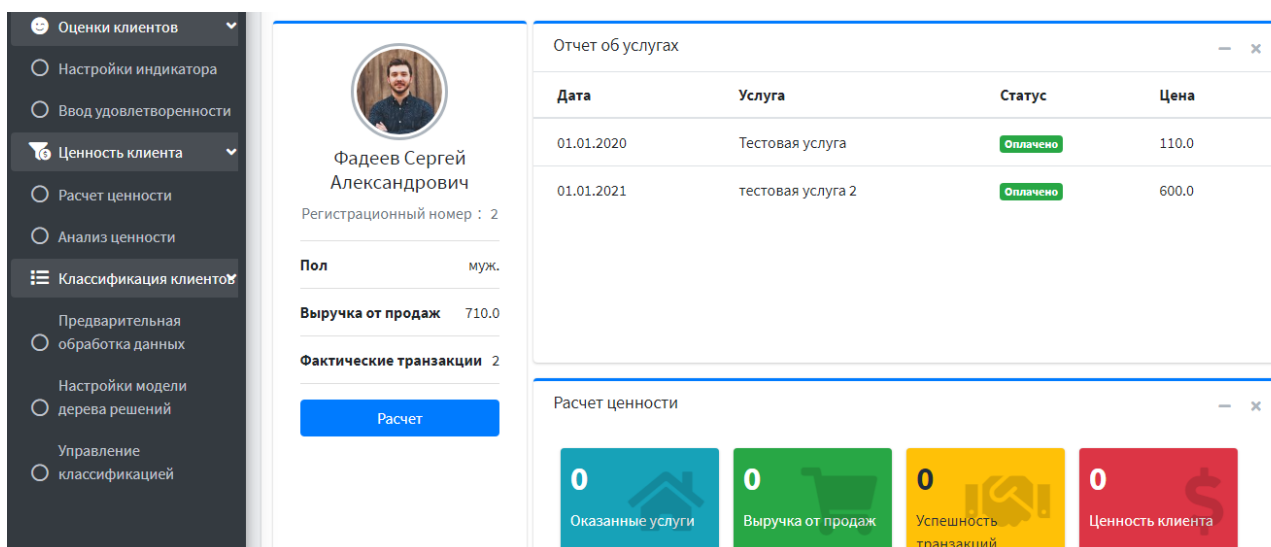 Оценки клиентов
Настройки индикатора
Ввод удовлетворенности
Ценность клиента
Расчет ценности
Анализ ценности
Классификация клиентов
Предварительная
обработка данных
Настройки модели
дерева решений
Управление
классификацией
Фадеев Сергей
Александрович
Регистрационный номер : 2
Пол муж.
Выручка от продаж 710.0
Фактические транзакции 2
Расчет
Отчет об услугах
Дата Услуга Статус Цена
01.01.2020 Тестовая услуга Оплачено 110.0
01.01.2021 тестовая услуга 2 Оплачено 600.0
Расчет ценности
0 0 0 0
Оказанные услуги Выручка от продаж Успешность Ценность клиента
транзакций